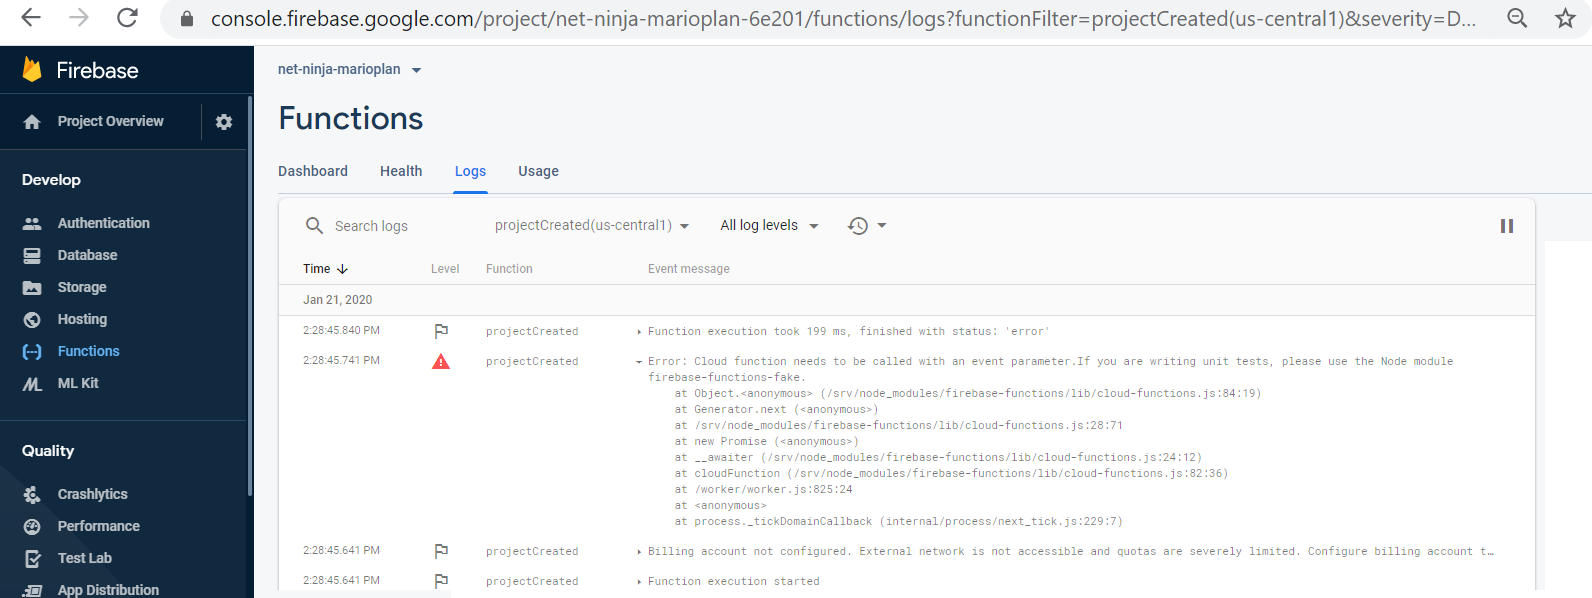 console.firebase.google.com/project/net-ninja-marioplan-6e201/functions/logs?functionFilter=projectCreated(us-central1)&severity=D...
Firebase
Project Overview
Develop
Authentication
Database
Storage
Hosting
Functions
ML Kit
Quality
Crashlytics
Performance
Test Lab
App Distribution
net-ninja-marioplan
Functions
Dashboard Health Logs Usage
Search logs projectCreated(us-central1) All log levels
Time Level Function Event message
Jan 21, 2020
2:28:45.840 PM projectCreated Function execution took 199 ms, finished with status: 'error'
2:28:45.741 PM projectCreated Error: Cloud function needs to be called with an event parameter.If you are writing unit tests, please use the Node module
firebase-functions-fake.
at Object.<anonymous> (/srv/node_modules/firebase-functions/lib/cloud-functions.js:84:19)
at Generator.next (<anonymous>)
at /srv/node_modules/firebase-functions/lib/cloud-functions.js:28:71
at new Promise (<anonymous>)
at __awaiter (/srv/node_modules/firebase-functions/lib/cloud-functions.js:24:12)
at cloudFunction (/srv/node_modules/firebase-functions/lib/cloud-functions.js:82:36)
at /worker/worker.js:825:24
at <anonymous>
at process._tickDomainCallback (internal/process/next_tick.js:229:7)
2:28:45.641 PM projectCreated Billing account not configured. External network is not accessible and quotas are severely limited. Configure billing account t…
2:28:45.641 PM projectCreated Function execution started